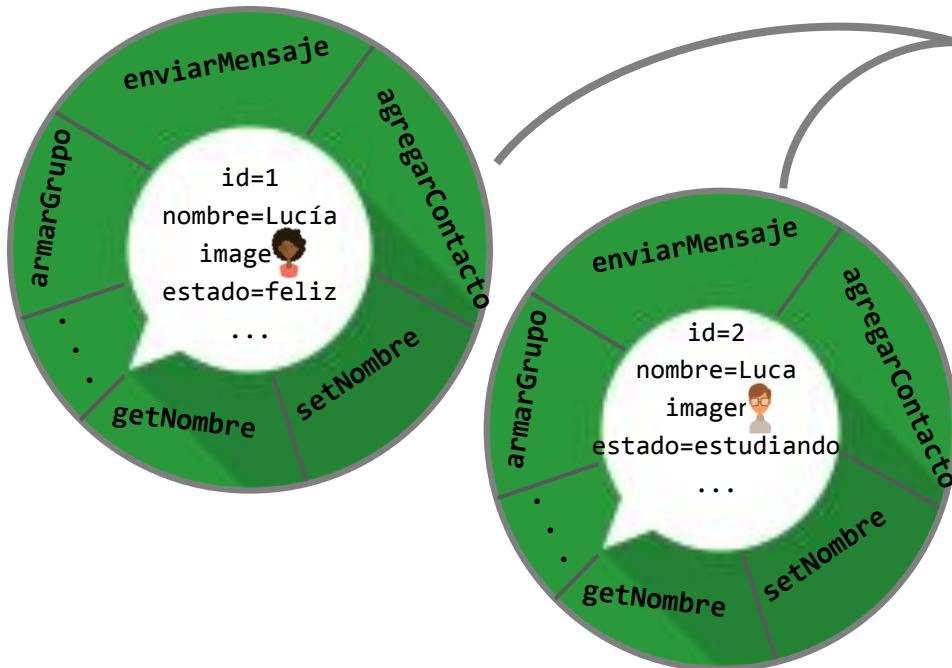 enviarMensaje
agregarContacto
armarGrupo
id=1
nombre=Lucía
image
estado=feliz
...
...
getNombre
setNombre
enviarMensaje
agregarContacto
armarGrupo
id=2
nombre=Luca
imagen
estado=estudiando
...
...
getNombre
setNombre